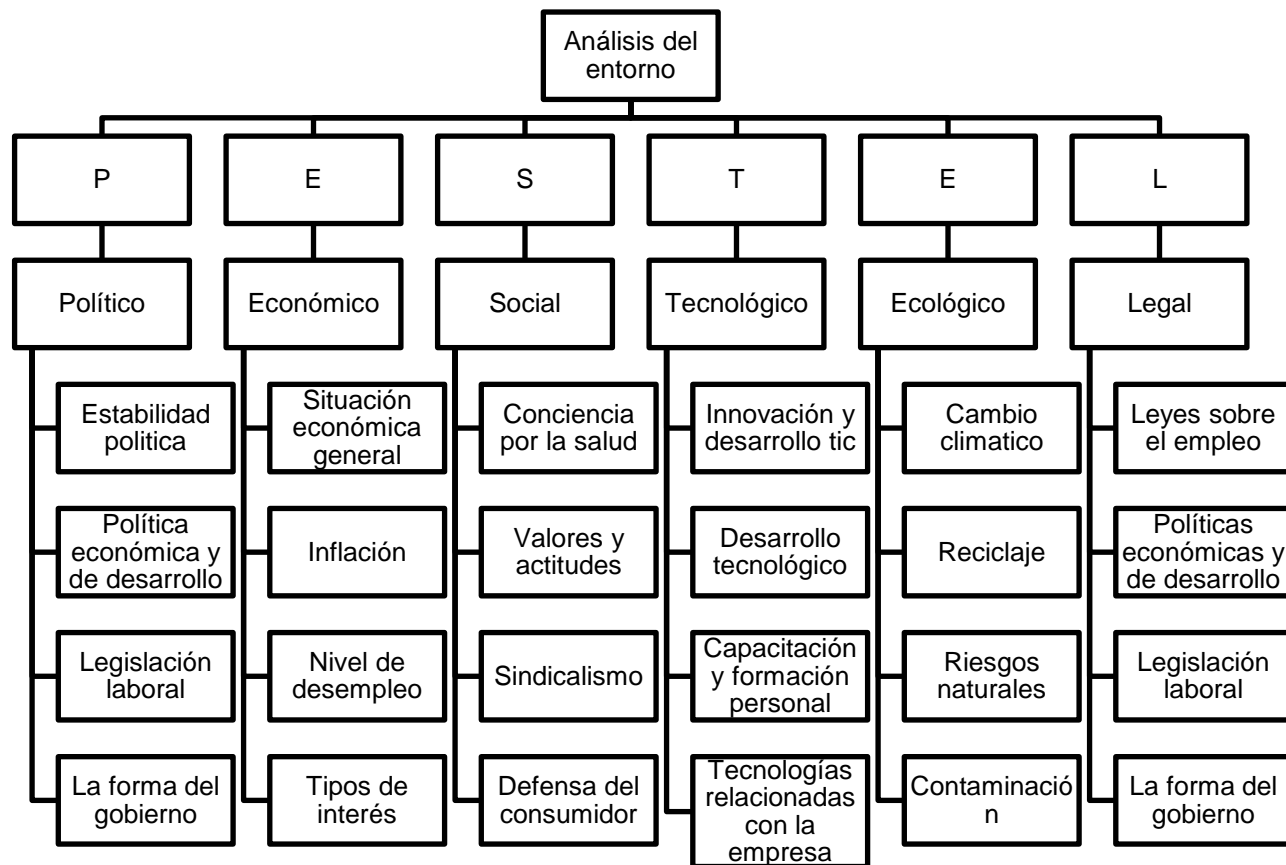 Análisis del
entorno
P
E
S
T
E
L
Político
Económico
Social
Tecnológico
Ecológico
Legal
Estabilidad
politica
Política
económica y
de desarrollo
Legislación
laboral
La forma del
gobierno
Situación
económica
general
Inflación
Nivel de
desempleo
Tipos de
interés
Conciencia
por la salud
Valores y
actitudes
Sindicalismo
Defensa del
consumidor
Innovación y
desarrollo tic
Desarrollo
tecnológico
Capacitación
y formación
personal
Tecnologías
relacionadas
con la
empresa
Cambio
climatico
Reciclaje
Riesgos
naturales
Contaminació
n
Leyes sobre
el empleo
Políticas
económicas y
de desarrollo
Legislación
laboral
La forma del
gobierno